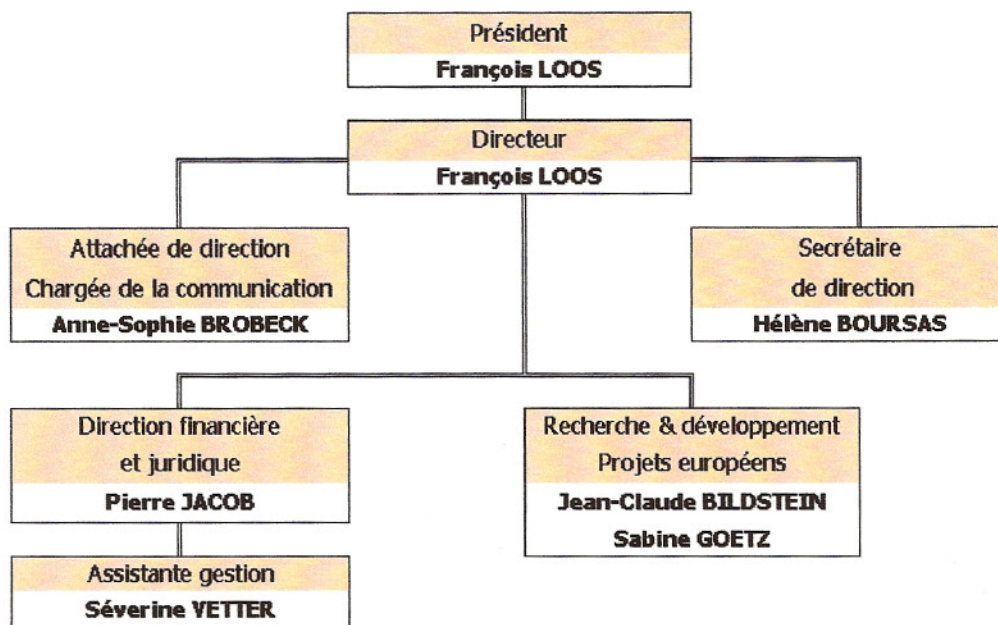 Président
François LOOS
Directeur
François LOOS
Attachée de direction
Chargée de la communication
Anne-Sophie BROBECK
Secrétaire
de direction
Hélène BOURSAS
Direction financière
et juridique
Pierre JACOB
Recherche & développement
Projets européens
Jean-Claude BILDSTEIN
Sabine GOETZ
Assistante gestion
Séverine VETTER